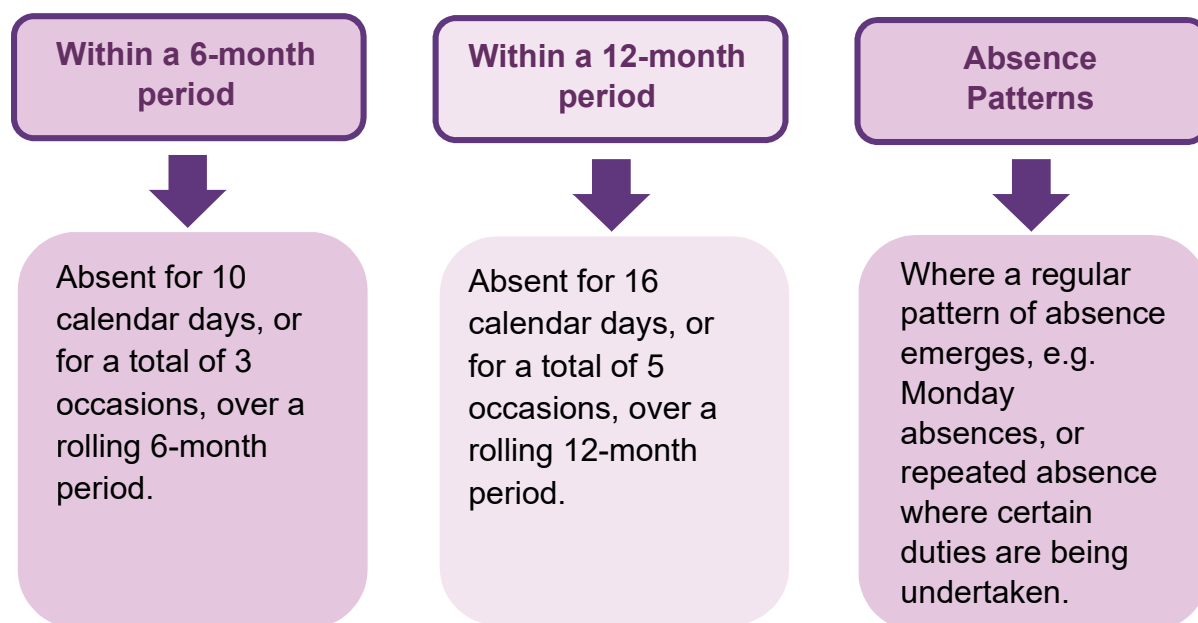 Within a 6-month
period
Absent for 10
calendar days, or
for a total of 3
occasions, over a
rolling 6-month
period.
Within a 12-month
period
Absent for 16
calendar days, or
for a total of 5
occasions, over a
rolling 12-month
period.
Absence
Patterns
Where a regular
pattern of absence
emerges, e.g.
Monday
absences, or
repeated absence
where certain
duties are being
undertaken.